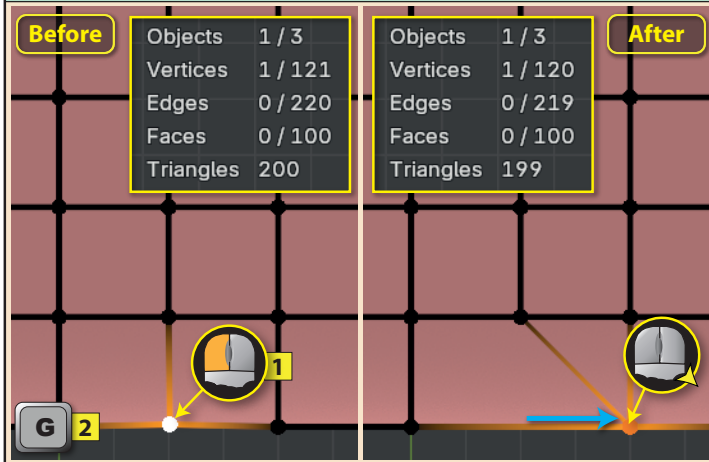 Before
Objects 1 / 3
Vertices 1 / 121
Edges 0 / 220
Faces 0 / 100
Triangles 200
1
G 2
After
Objects 1 / 3
Vertices 1 / 120
Edges 0 / 219
Faces 0 / 100
Triangles 199